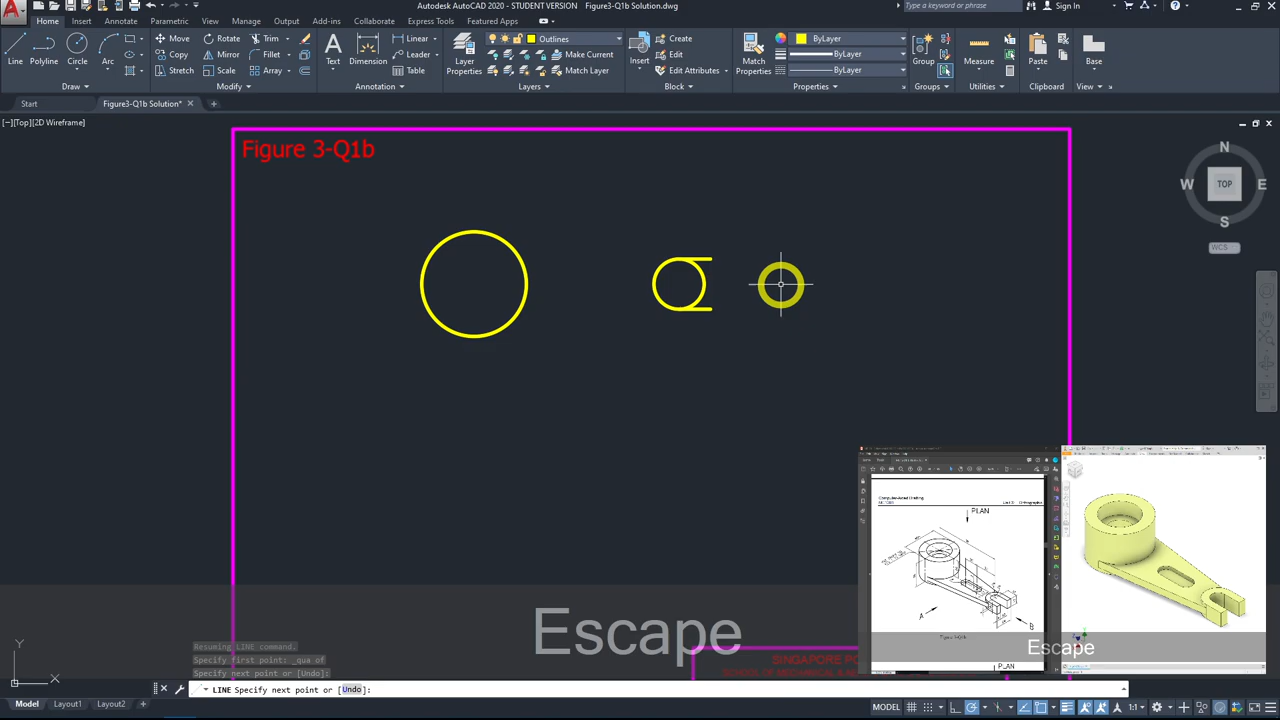 Autodesk AutoCAD 2020 - STUDENT VERSION Figure3-Q1b Solution.dwg
Type a keyword or phrase
Sign In
Home Insert Annotate Parametric View Manage Output Add-ins Collaborate Express Tools Featured Apps
Line Polyline Circle Arc
Move Rotate Trim
Copy Mirror Fillet
Stretch Scale Array
Text Dimension
Linear
Leader
Table
Layer Properties
Outlines
Make Current
Match Layer
Insert
Create
Edit
Edit Attributes
Match Properties
ByLayer
ByLayer
ByLayer
Group
Measure
Paste
Base
Draw Modify Annotation Layers Block Properties Groups Utilities Clipboard View
Start Figure3-Q1b Solution*
[−][Top][2D Wireframe]
Figure 3-Q1b
N
W TOP E
S
WCS
PLAN
A
B
Figure 3-Q1b
PLAN
Escape
Escape
SINGAPORE PO
Y
X
Resuming LINE command.
Specify first point: _qua of
Specify next point or [Undo]:
LINE Specify next point or [Undo]:
Model Layout1 Layout2
MODEL
1:1